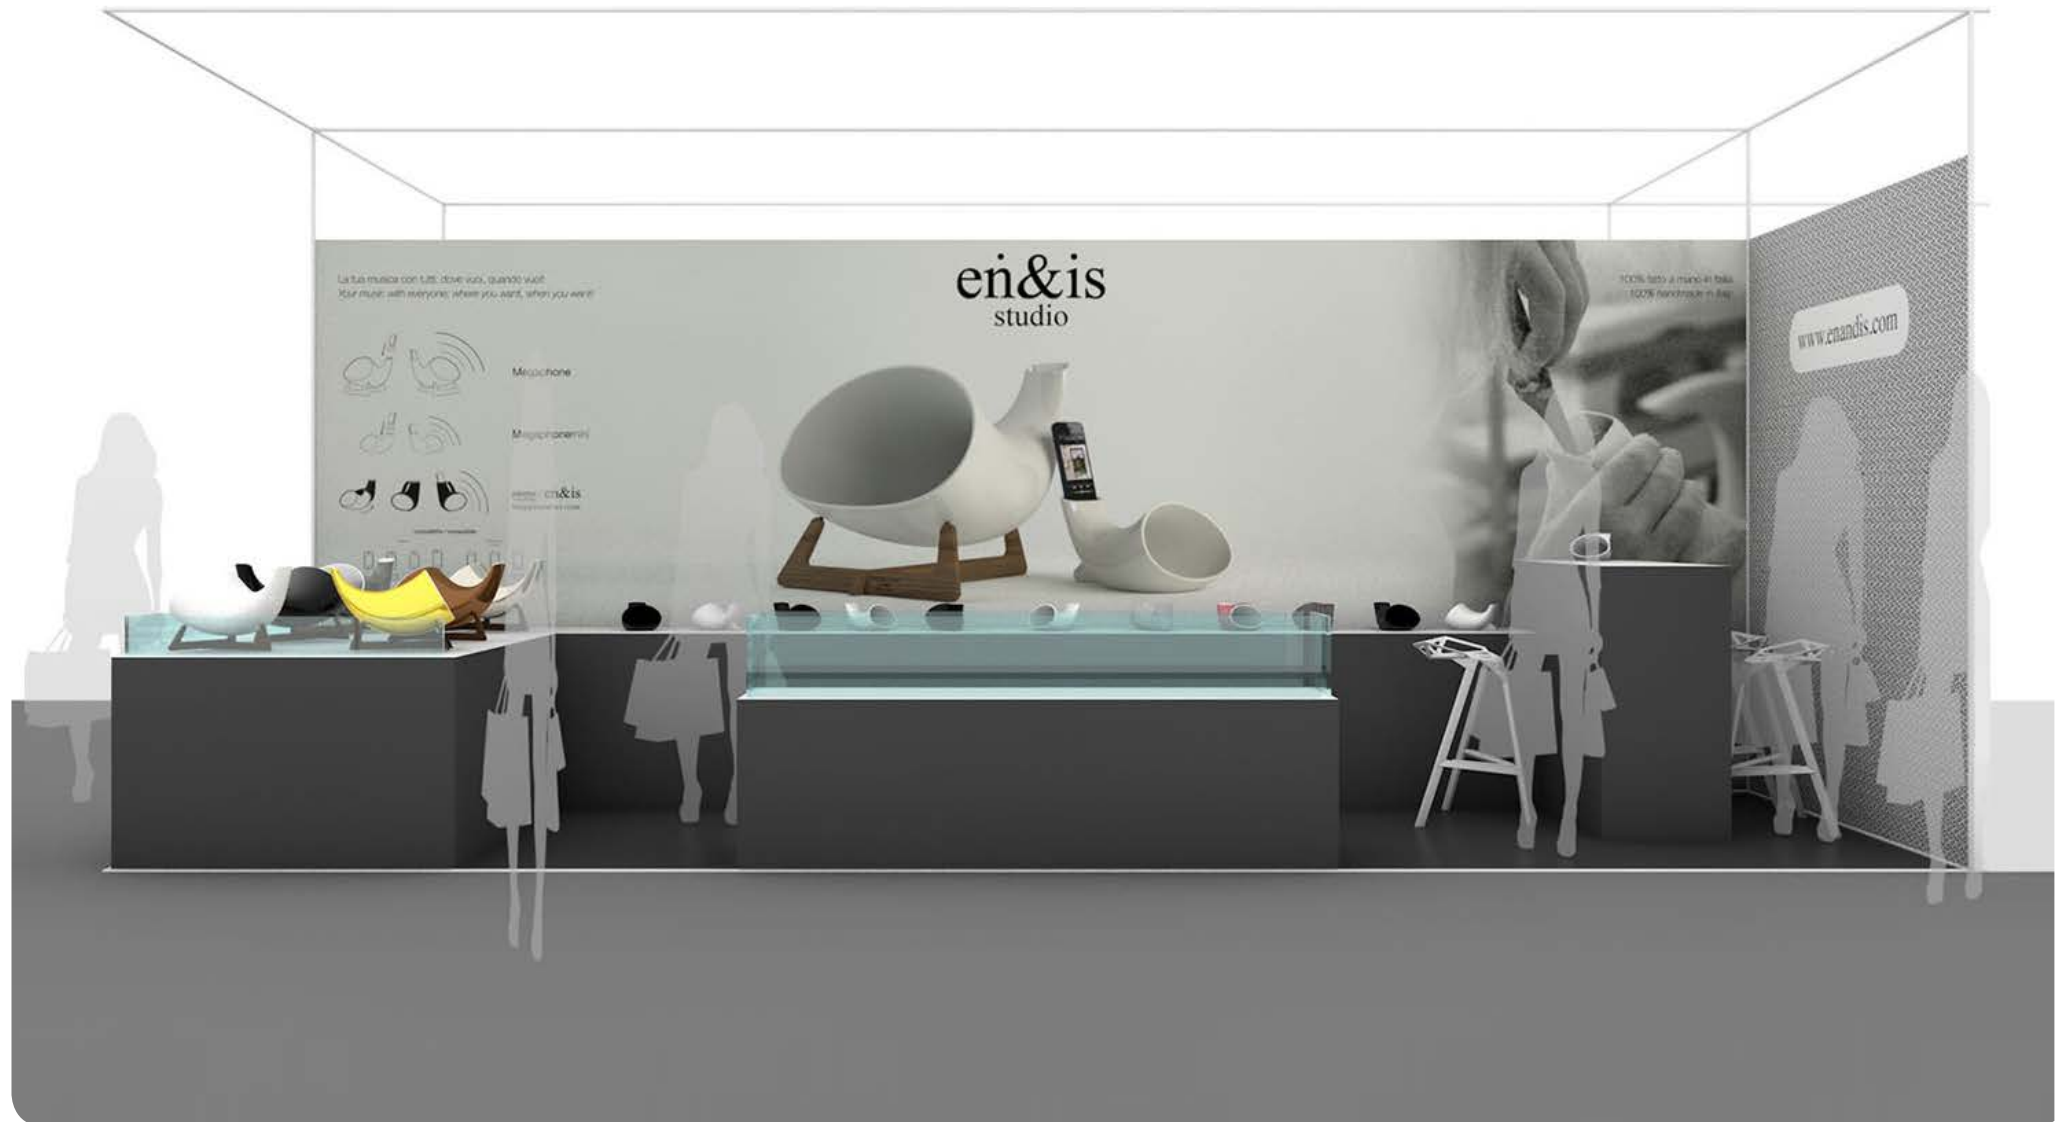 La tua musica con tutti, dove vuoi, quando vuoi!
Your music with everyone, where you want, when you want!
en&is
studio
100% fatto a mano in Italia
100% handmade in Italy
www.enandis.com
Megaphone
Megaphonemini
en&is